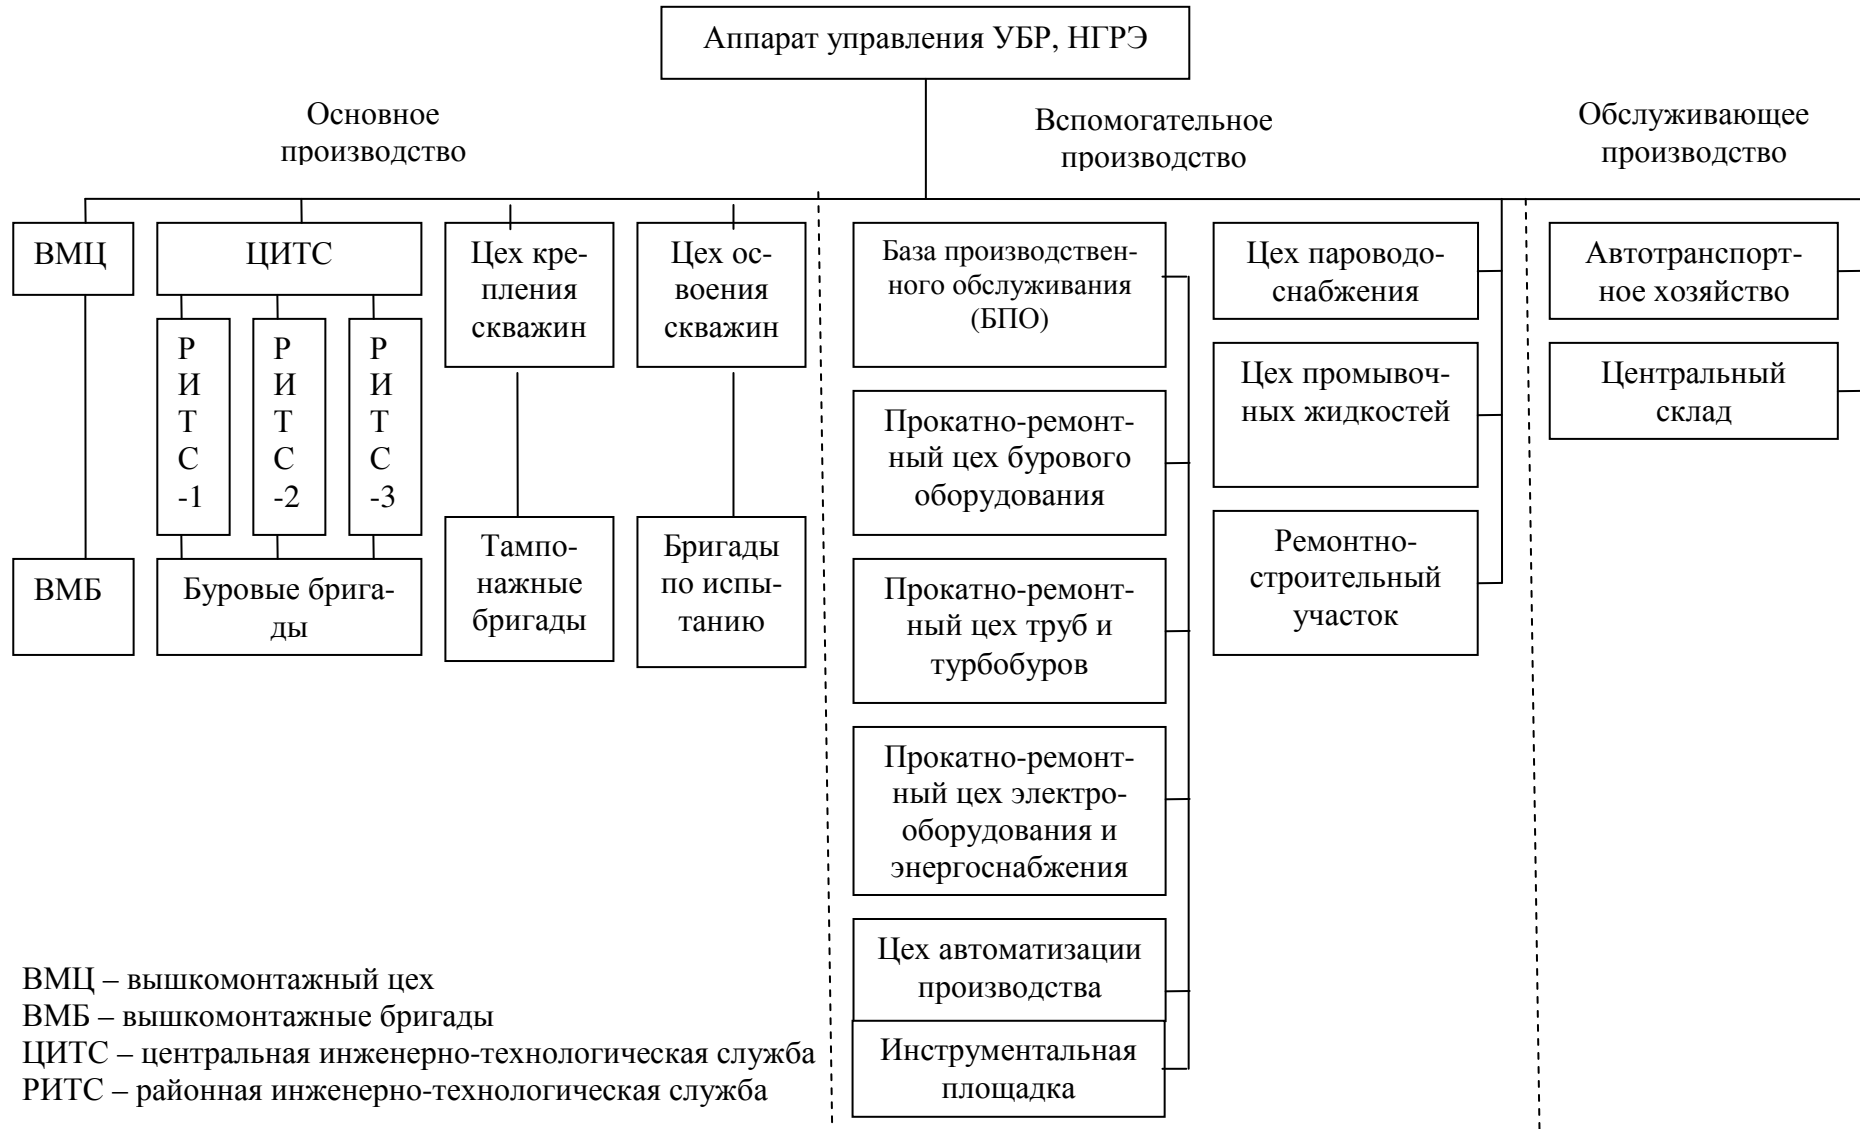 Аппарат управления УБР, НГРЭ
Основное
производство
Вспомогательное
производство
Обслуживающее
производство
ВМЦ
ЦИТС
Цех кре-
пления
скважин
Цех ос-
воения
скважин
РИТС-1
РИТС-2
РИТС-3
ВМБ
Буровые брига-
ды
Тампо-
нажные
бригады
Бригады
по испы-
танию
База производствен-
ного обслуживания
(БПО)
Прокатно-ремонт-
ный цех бурового
оборудования
Прокатно-ремонт-
ный цех труб и
турбобуров
Прокатно-ремонт-
ный цех электро-
оборудования и
энергоснабжения
Цех автоматизации
производства
Инструментальная
площадка
Цех пароводо-
снабжения
Цех промывоч-
ных жидкостей
Ремонтно-
строительный
участок
Автотранспорт-
ное хозяйство
Центральный
склад
ВМЦ – вышкомонтажный цех
ВМБ – вышкомонтажные бригады
ЦИТС – центральная инженерно-технологическая служба
РИТС – районная инженерно-технологическая служба